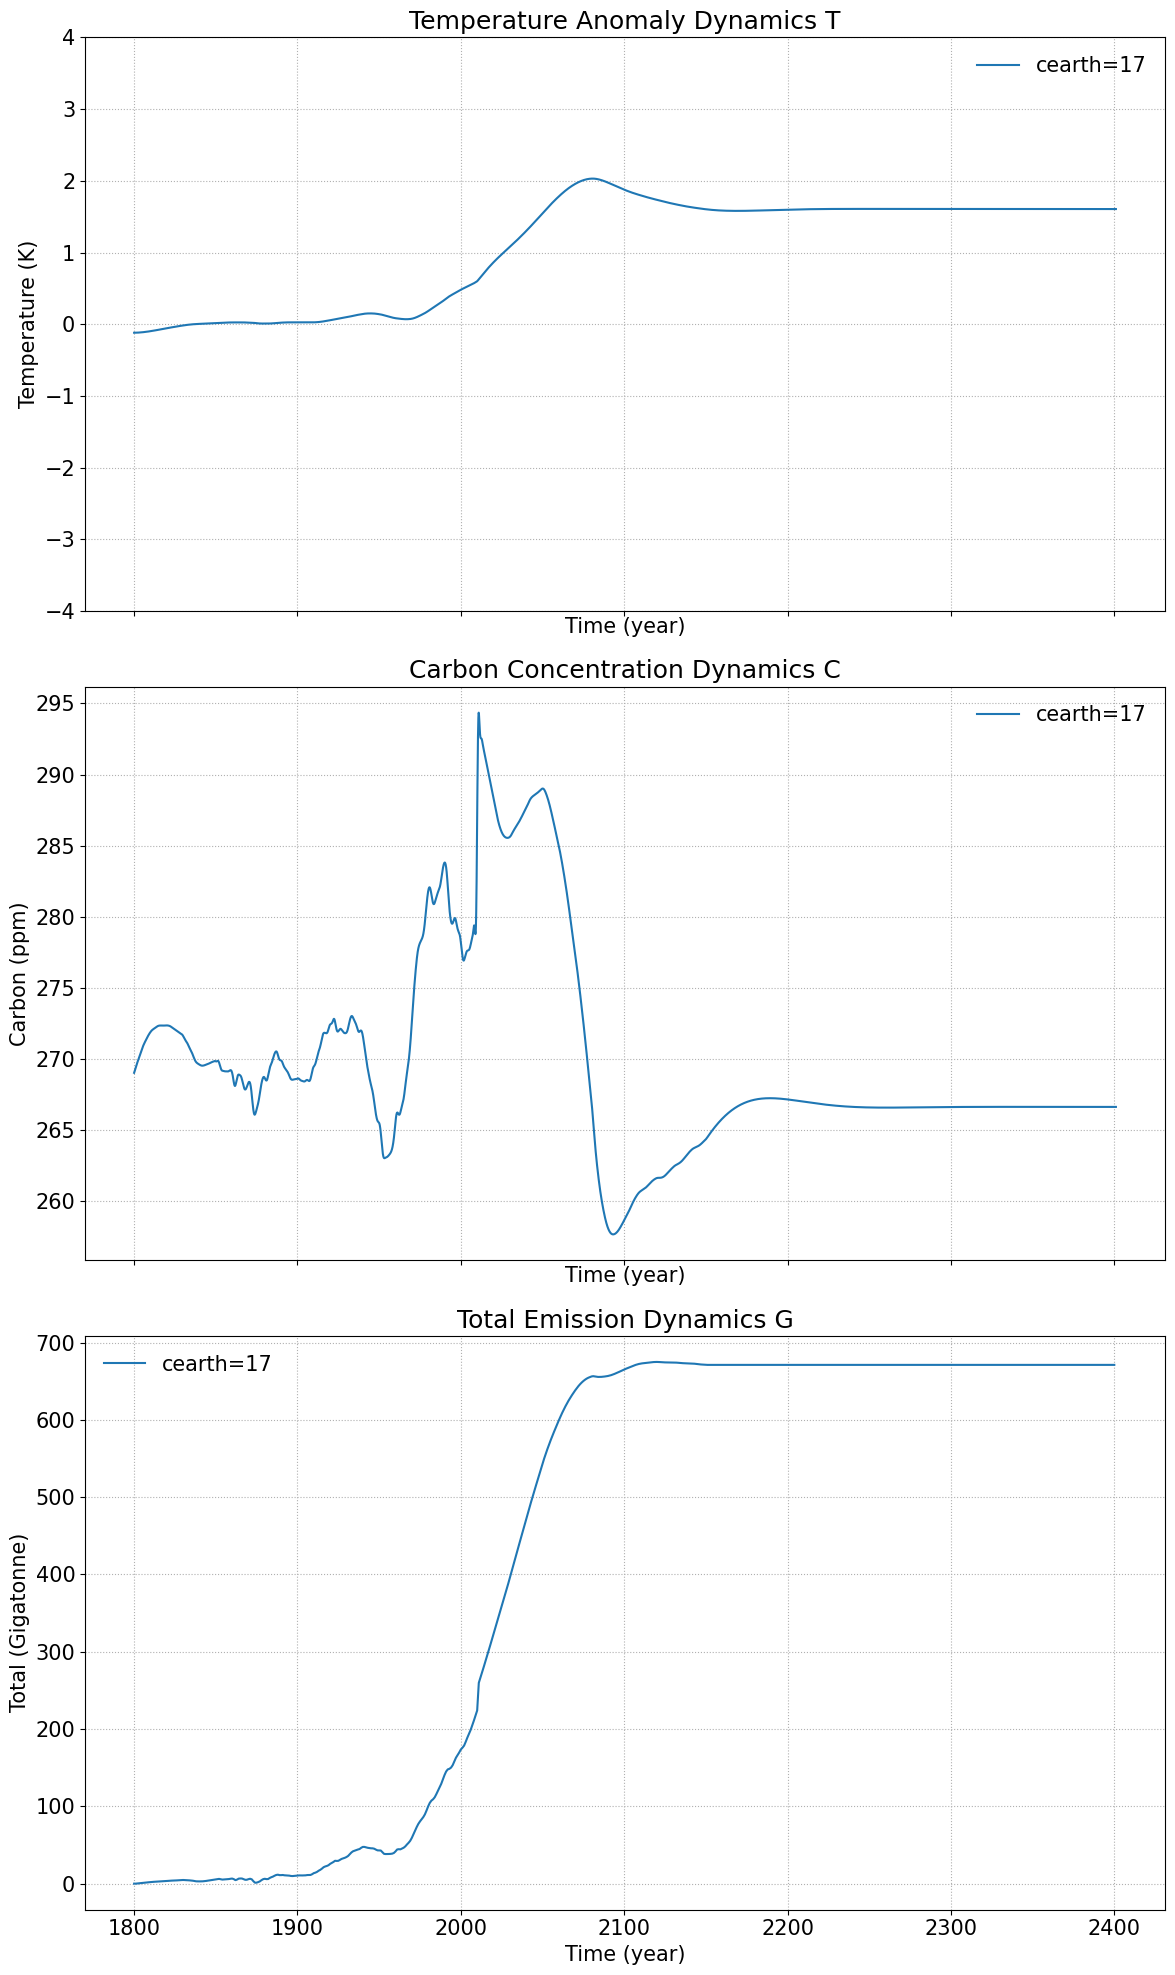 Temperature Anomaly Dynamics T
4
3
2
1
0
−1
−2
−3
−4
Temperature (K)
cearth=17
Time (year)
Carbon Concentration Dynamics C
295
290
285
280
275
270
265
260
Carbon (ppm)
cearth=17
Time (year)
Total Emission Dynamics G
700
600
500
400
300
200
100
0
Total (Gigatonne)
cearth=17
1800 1900 2000 2100 2200 2300 2400
Time (year)